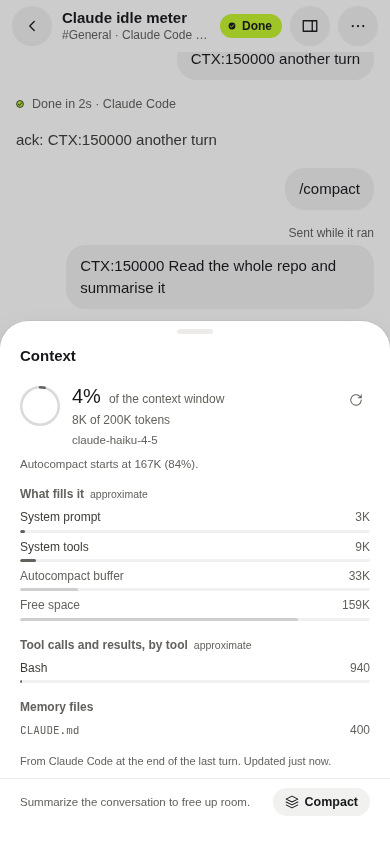 Claude idle meter
#General · Claude Code ...
Done
CTX:150000 another turn
Done in 2s · Claude Code
ack: CTX:150000 another turn
/compact
Sent while it ran
CTX:150000 Read the whole repo and
summarise it
Context
4% of the context window
8K of 200K tokens
claude-haiku-4-5
Autocompact starts at 167K (84%).
What fills it approximate
System prompt 3K
System tools 9K
Autocompact buffer 33K
Free space 159K
Tool calls and results, by tool approximate
Bash 940
Memory files
CLAUDE.md 400
From Claude Code at the end of the last turn. Updated just now.
Summarize the conversation to free up room. Compact